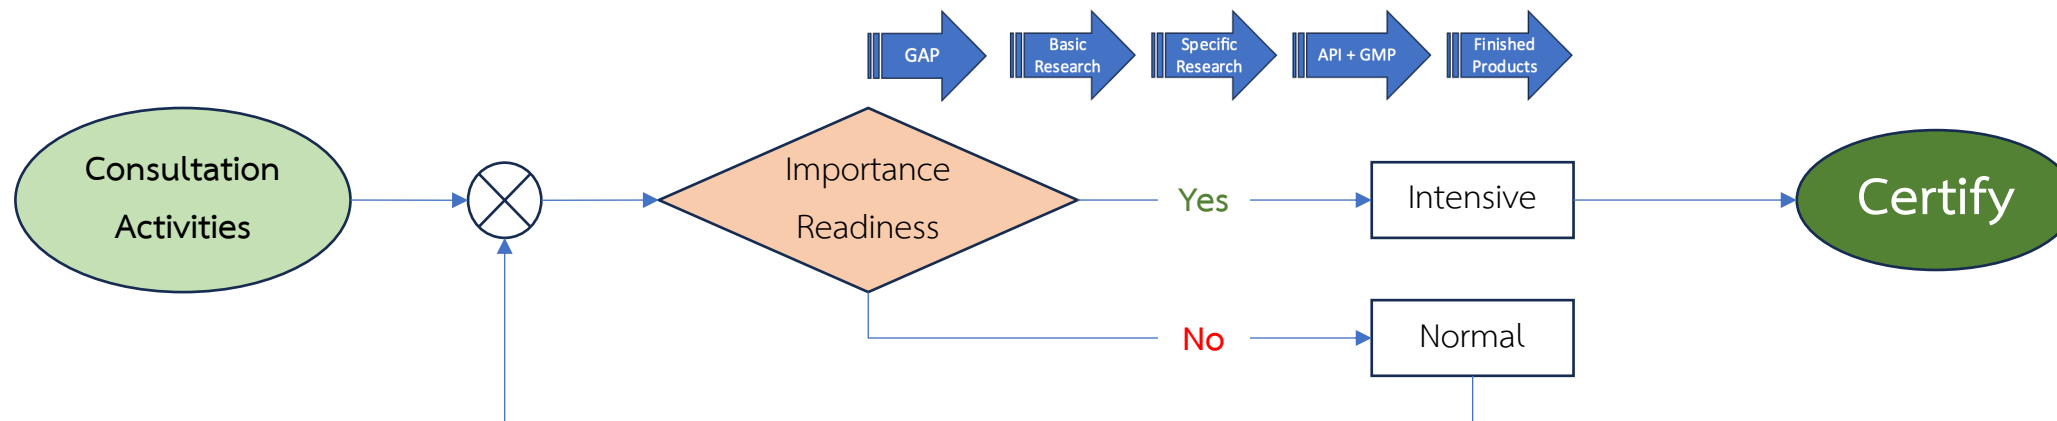 GAP
Basic
Research
Specific
Research
API + GMP
Finished
Products
Consultation
Activities
Importance
Readiness
Yes
Intensive
Certify
No
Normal